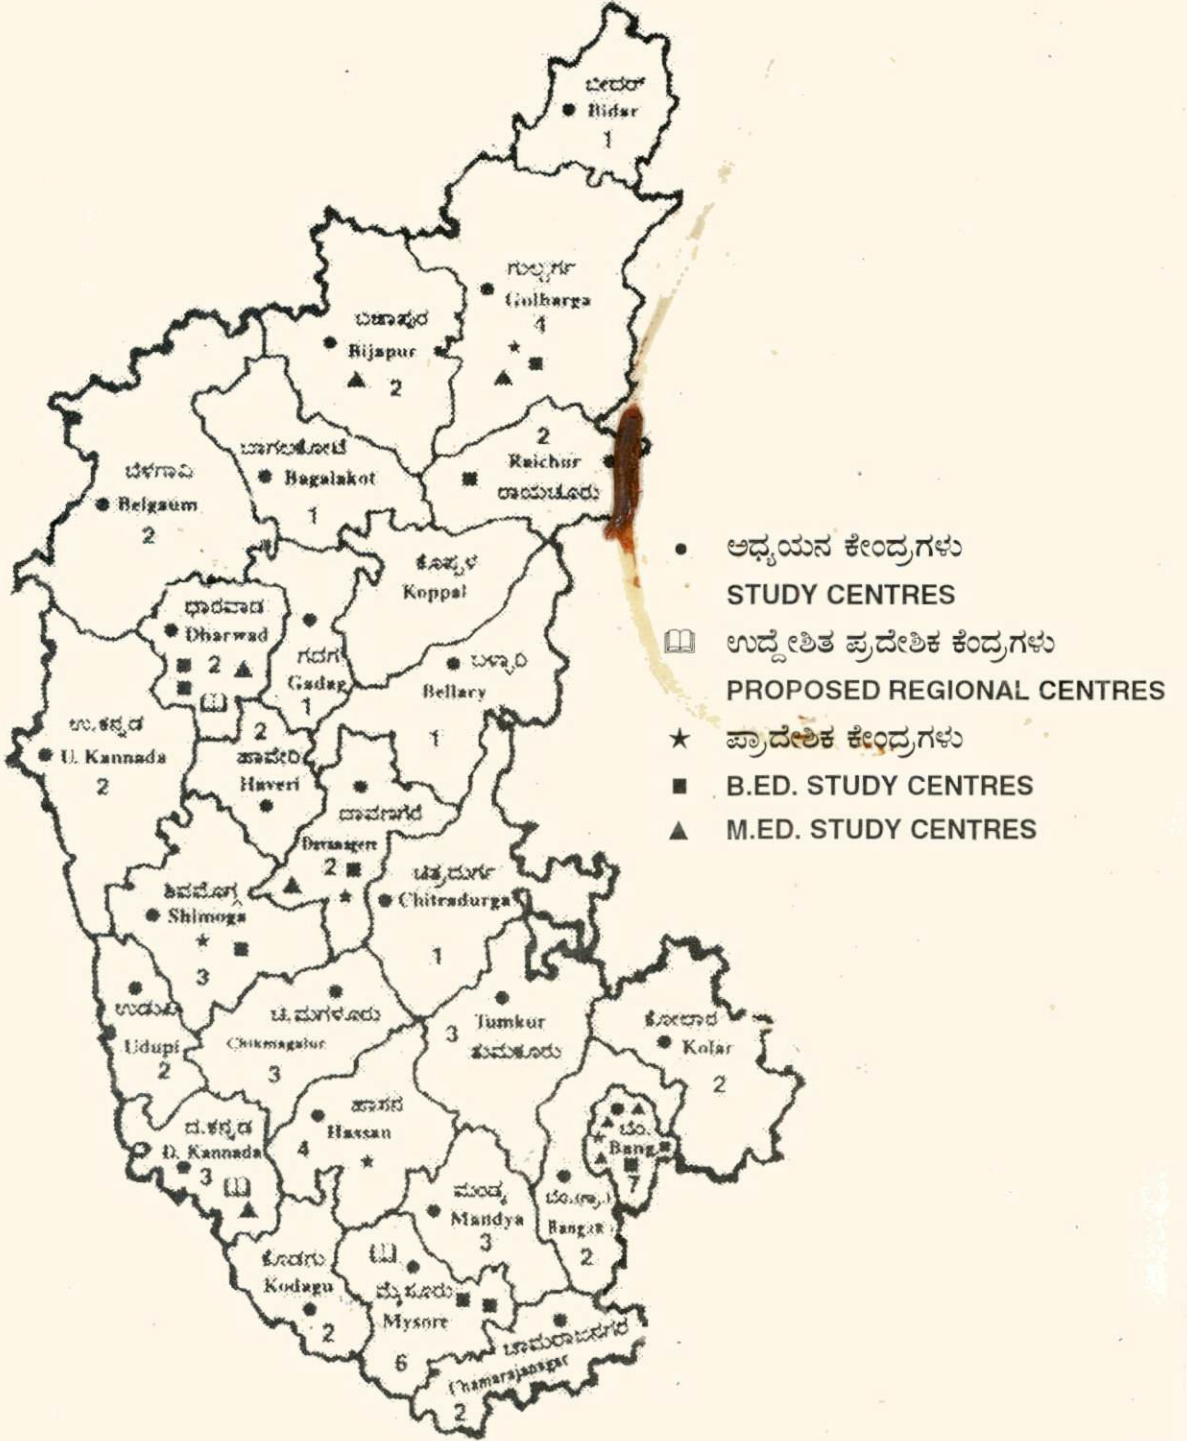 ಬೀದರ್
Bidar
1
ಗುಲ್ಬರ್ಗ
Gulbarga
4
ಬಿಜಾಪುರ
Bijapur
2
2
Raichur
ರಾಯಚೂರು
ಬಾಗಲಕೋಟೆ
Bagalakot
1
ಬೆಳಗಾವಿ
Belgaum
2
ಕೊಪ್ಪಳ
Koppal
ಧಾರವಾಡ
Dharwad
2
ಗದಗ
Gadag
1
ಬಳ್ಳಾರಿ
Bellary
1
ಉ.ಕನ್ನಡ
U. Kannada
2
2
ಹಾವೇರಿ
Haveri
ದಾವಣಗೆರೆ
Davanagere
2
ಚಿತ್ರದುರ್ಗ
Chitradurga
1
ಶಿವಮೊಗ್ಗ
Shimoga
3
ಉಡುಪಿ
Udupi
2
ಚಿ.ಮಗಳೂರು
Chikmagalur
3
3 Tumkur
ತುಮಕೂರು
ಕೋಲಾರ
Kolar
2
ಹಾಸನ
Hassan
4
ಬೆಂ.
Bang
7
ದ.ಕನ್ನಡ
D. Kannada
3
ಮಂಡ್ಯ
Mandya
3
2
ಕೊಡಗು
Kodagu
2
ಮೈಸೂರು
Mysore
6
ಚಾಮರಾಜನಗರ
Chamarajanagar
2
ಅಧ್ಯಯನ ಕೇಂದ್ರಗಳು
STUDY CENTRES
ಉದ್ದೇಶಿತ ಪ್ರದೇಶಿಕ ಕೆಂದ್ರಗಳು
PROPOSED REGIONAL CENTRES
ಪ್ರಾದೇಶಿಕ ಕೇಂದ್ರಗಳು
B.ED. STUDY CENTRES
M.ED. STUDY CENTRES